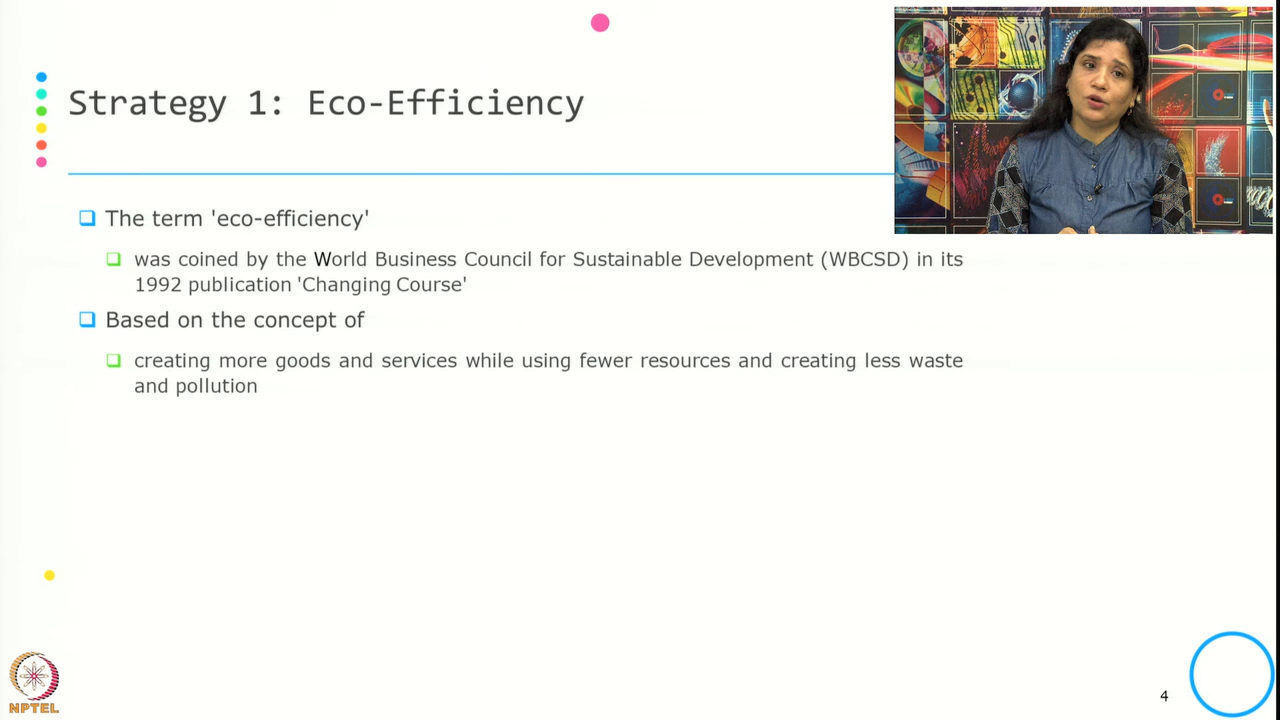 Strategy 1: Eco-Efficiency
❑ The term 'eco-efficiency'
❑ was coined by the World Business Council for Sustainable Development (WBCSD) in its
1992 publication 'Changing Course'
❑ Based on the concept of
❑ creating more goods and services while using fewer resources and creating less waste
and pollution
NPTEL
4